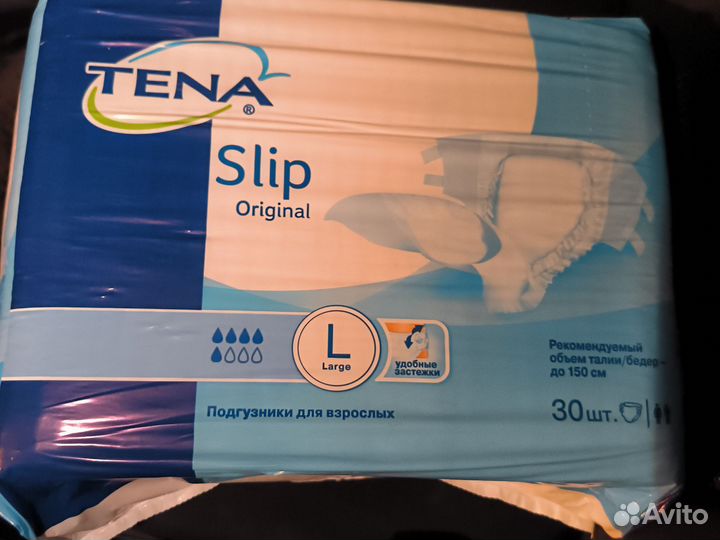 TENA®
Slip
Original
L
Large
удобные
застежки
Рекомендуемый
объем талии/бедер –
до 150 см
Подгузники для взрослых
30 шт.
Avito